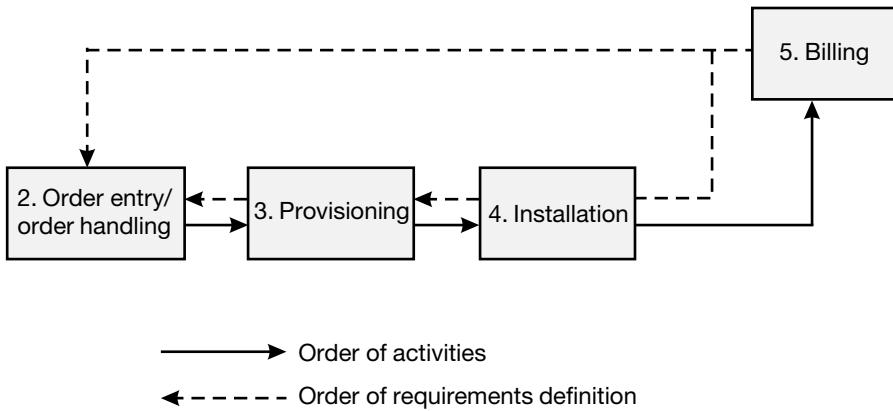 5. Billing
2. Order entry/
order handling
3. Provisioning
4. Installation
Order of activities
Order of requirements definition